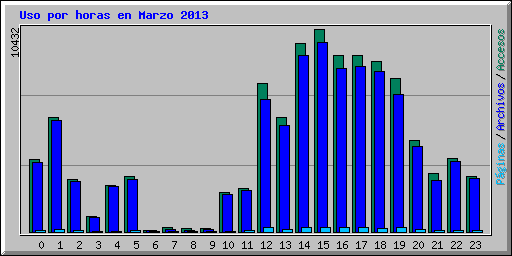 Uso por horas en Marzo 2013
10432
Páginas / Archivos / Accesos
0 1 2 3 4 5 6 7 8 9 10 11 12 13 14 15 16 17 18 19 20 21 22 23